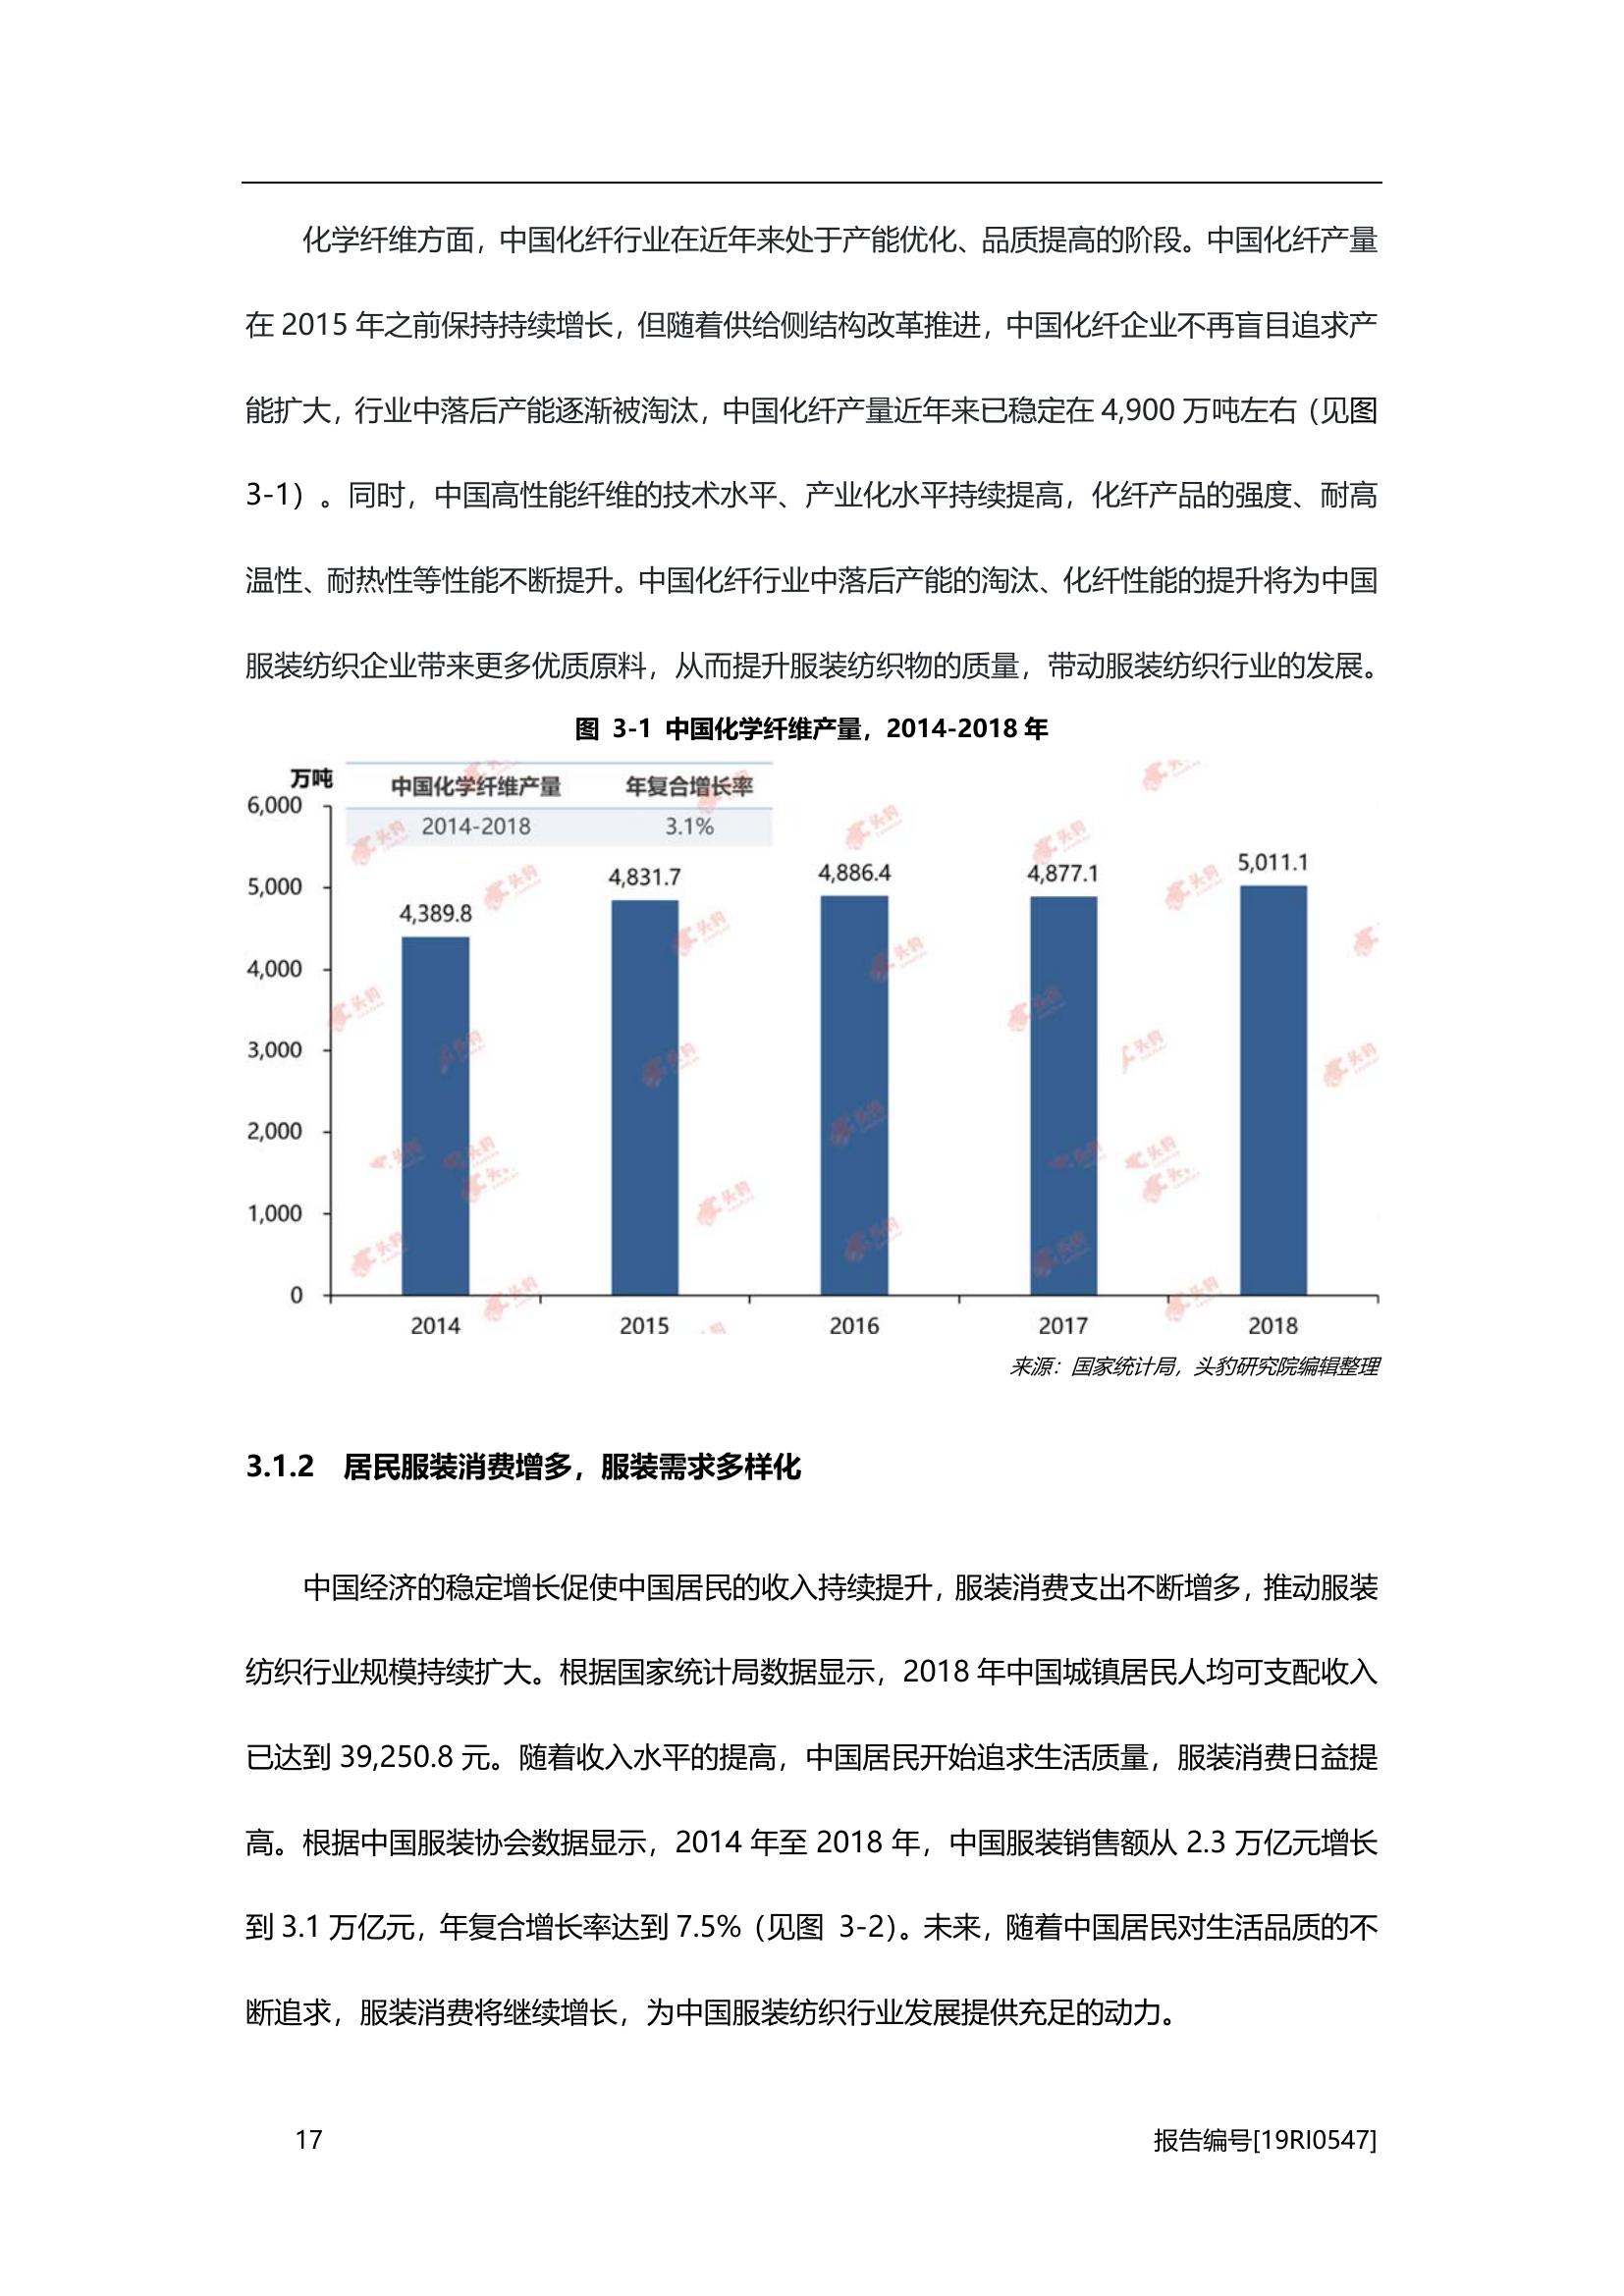 化学纤维方面，中国化纤行业在近年来处于产能优化、品质提高的阶段。中国化纤产量
在 2015 年之前保持持续增长，但随着供给侧结构改革推进，中国化纤企业不再盲目追求产
能扩大，行业中落后产能逐渐被淘汰，中国化纤产量近年来已稳定在 4,900 万吨左右（见图
3-1）。同时，中国高性能纤维的技术水平、产业化水平持续提高，化纤产品的强度、耐高
温性、耐热性等性能不断提升。中国化纤行业中落后产能的淘汰、化纤性能的提升将为中国
服装纺织企业带来更多优质原料，从而提升服装纺织物的质量，带动服装纺织行业的发展。
图 3-1 中国化学纤维产量，2014-2018 年
万吨
中国化学纤维产量 年复合增长率
2014-2018 3.1%
6,000
5,000
4,000
3,000
2,000
1,000
0
4,389.8
4,831.7
4,886.4
4,877.1
5,011.1
2014 2015 2016 2017 2018
头豹
来源：国家统计局，头豹研究院编辑整理
3.1.2 居民服装消费增多，服装需求多样化
中国经济的稳定增长促使中国居民的收入持续提升，服装消费支出不断增多，推动服装
纺织行业规模持续扩大。根据国家统计局数据显示，2018 年中国城镇居民人均可支配收入
已达到 39,250.8 元。随着收入水平的提高，中国居民开始追求生活质量，服装消费日益提
高。根据中国服装协会数据显示，2014 年至 2018 年，中国服装销售额从 2.3 万亿元增长
到 3.1 万亿元，年复合增长率达到 7.5%（见图 3-2）。未来，随着中国居民对生活品质的不
断追求，服装消费将继续增长，为中国服装纺织行业发展提供充足的动力。
17
报告编号[19RI0547]